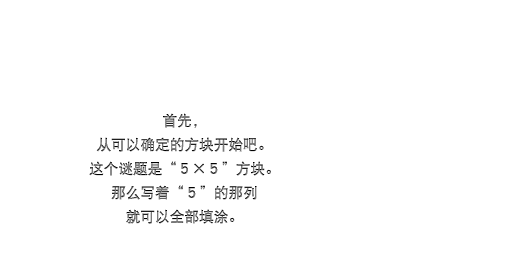 首先，
从可以确定的方块开始吧。
这个谜题是“5×5”方块。
那么写着“5”的那列
就可以全部填涂。